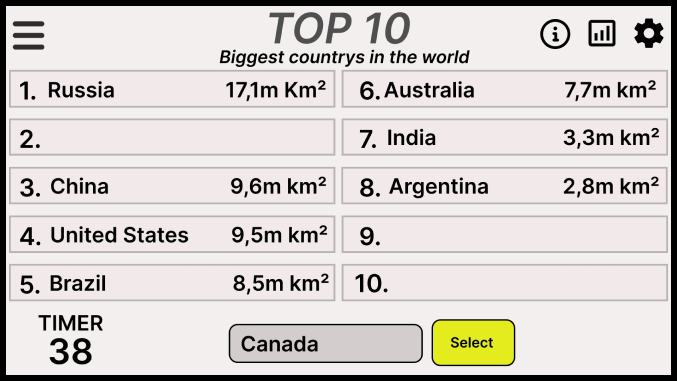 TOP 10
Biggest countrys in the world
1. Russia 17,1m Km²
2.
3. China 9,6m km²
4. United States 9,5m km²
5. Brazil 8,5m km²
6. Australia 7,7m km²
7. India 3,3m km²
8. Argentina 2,8m km²
9.
10.
TIMER
38
Canada
Select